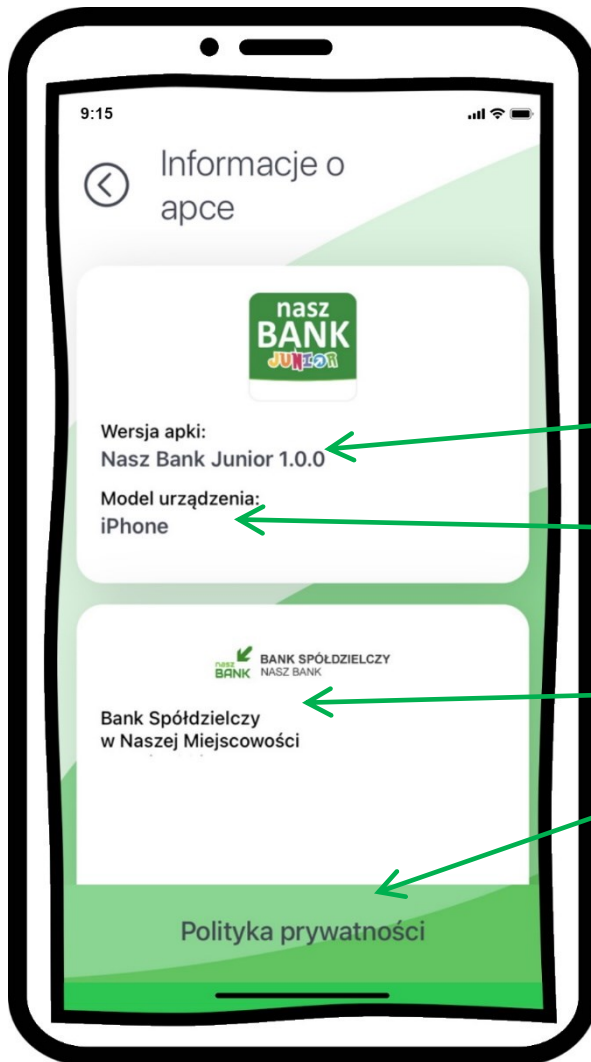 9:15
Informacje o
apce
nasz
BANK
JUNIOR
Wersja apki:
Nasz Bank Junior 1.0.0
Model urządzenia:
iPhone
nasz
BANK
BANK SPÓŁDZIELCZY
NASZ BANK
Bank Spółdzielczy
w Naszej Miejscowości
Polityka prywatności